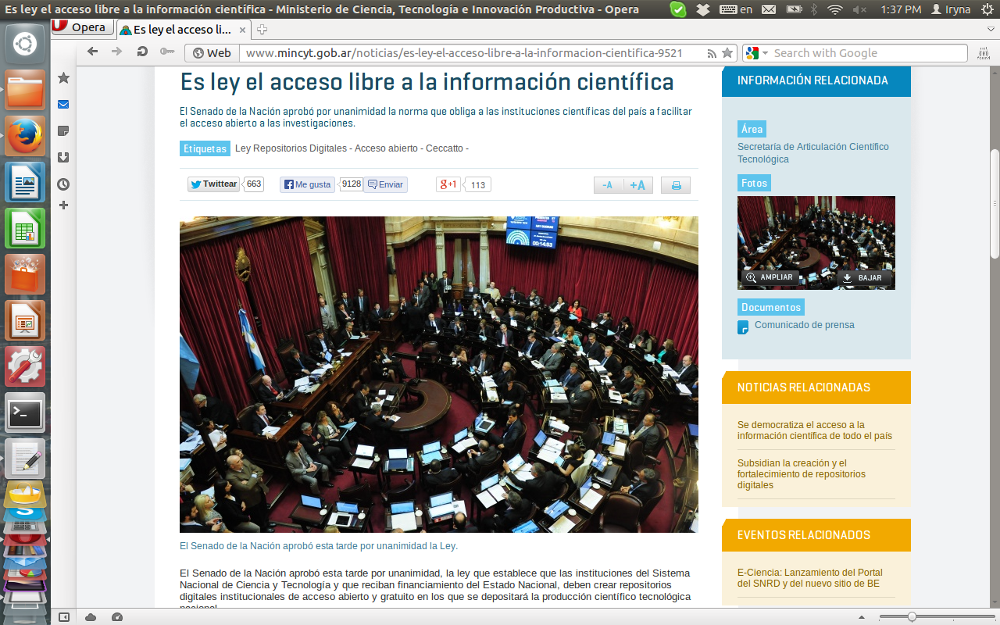 Es ley el acceso libre a la información científica - Ministerio de Ciencia, Tecnología e Innovación Productiva - Opera
en
1:37 PM
Iryna
Opera
Es ley el acceso li...
Web
www.mincyt.gob.ar/noticias/es-ley-el-acceso-libre-a-la-informacion-cientifica-9521
Search with Google
Es ley el acceso libre a la información científica
El Senado de la Nación aprobó por unanimidad la norma que obliga a las instituciones científicas del país a facilitar
el acceso abierto a las investigaciones.
Etiquetas Ley Repositorios Digitales - Acceso abierto - Ceccatto -
Twittear 663 Me gusta 9128 Enviar g+1 113 -A +A
00:14:53
El Senado de la Nación aprobó esta tarde por unanimidad la Ley.
El Senado de la Nación aprobó esta tarde por unanimidad, la ley que establece que las instituciones del Sistema
Nacional de Ciencia y Tecnología y que reciban financiamiento del Estado Nacional, deben crear repositorios
digitales institucionales de acceso abierto y gratuito en los que se depositará la producción científico tecnológica
nacional.
INFORMACIÓN RELACIONADA
Área
Secretaría de Articulación Científico
Tecnológica
Fotos
AMPLIAR BAJAR
Documentos
Comunicado de prensa
NOTICIAS RELACIONADAS
Se democratiza el acceso a la
información científica de todo el país
Subsidian la creación y el
fortalecimiento de repositorios
digitales
EVENTOS RELACIONADOS
E-Ciencia: Lanzamiento del Portal
del SNRD y del nuevo sitio de BE